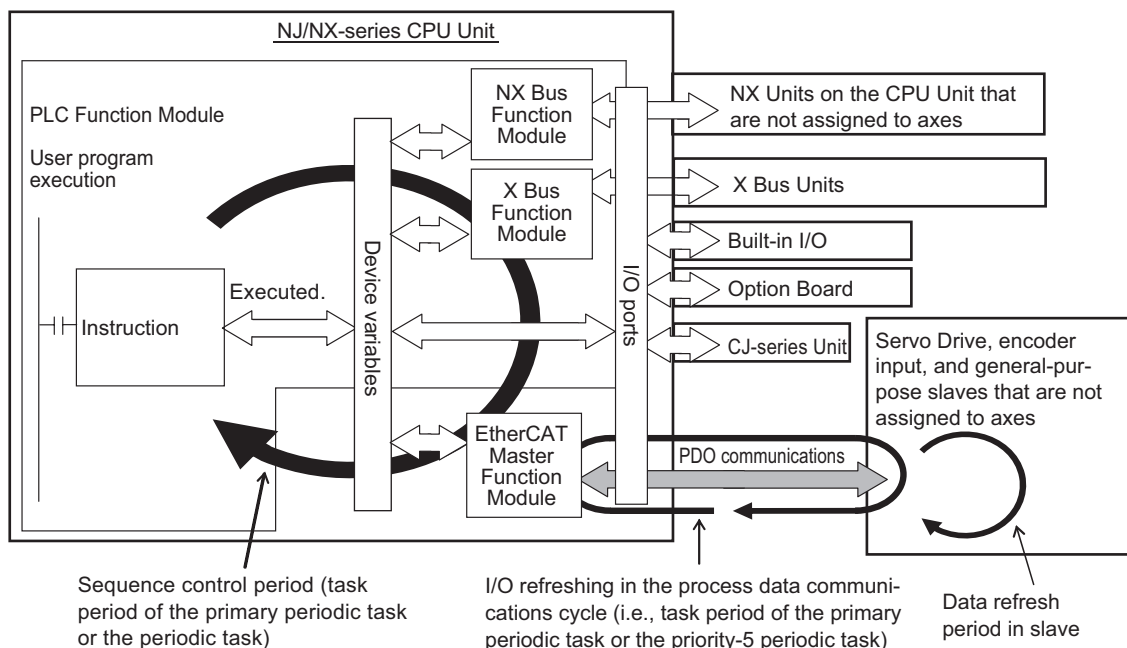 NJ/NX-series CPU Unit
PLC Function Module
User program
execution
Instruction
Executed.
Device variables
NX Bus
Function
Module
X Bus
Function
Module
EtherCAT
Master
Function
Module
I/O ports
NX Units on the CPU Unit that
are not assigned to axes
X Bus Units
Built-in I/O
Option Board
CJ-series Unit
Servo Drive, encoder
input, and general-pur-
pose slaves that are not
assigned to axes
PDO communications
Sequence control period (task
period of the primary periodic task
or the periodic task)
I/O refreshing in the process data communi-
cations cycle (i.e., task period of the primary
periodic task or the priority-5 periodic task)
Data refresh
period in slave